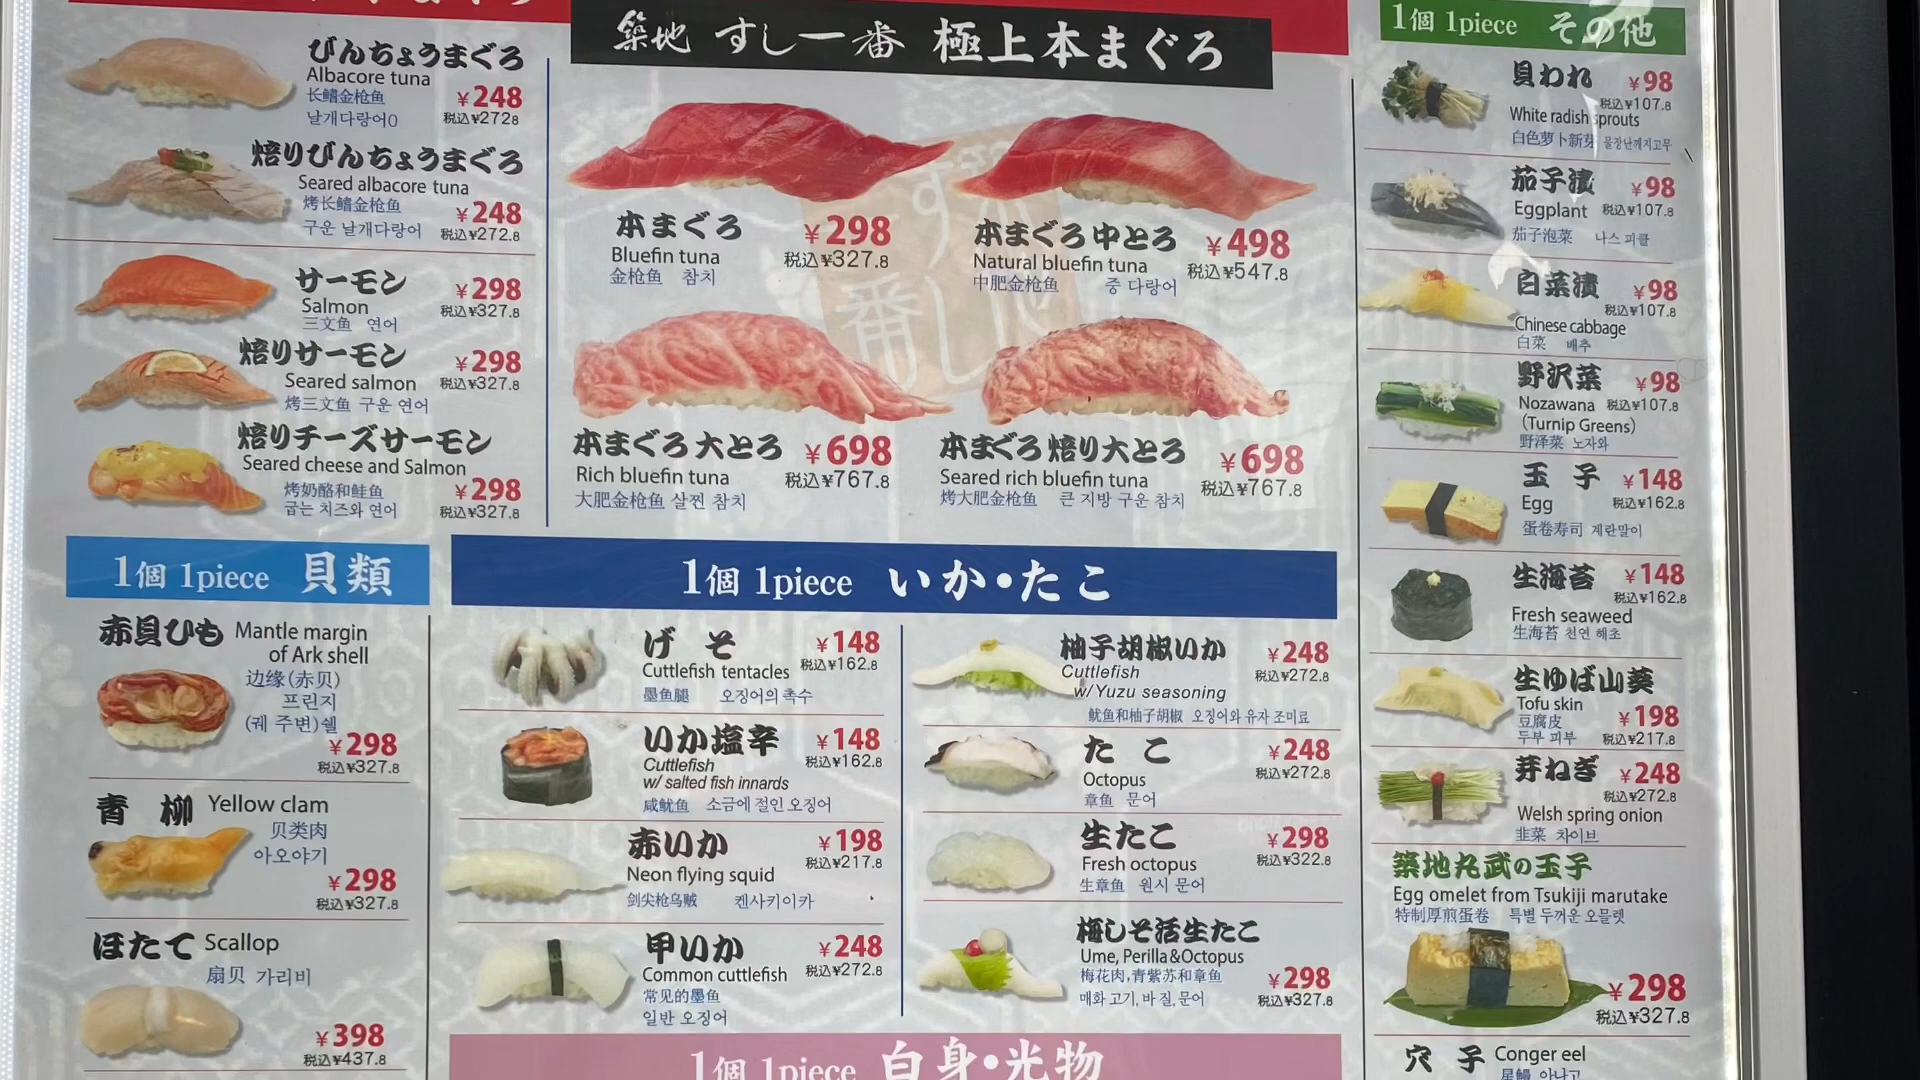 びんちょうまぐろ
Albacore tuna
长鳍金枪鱼
¥248
날개다랑어0
税込¥272.8
焙りびんちょうまぐろ
Seared albacore tuna
烤长鳍金枪鱼
¥248
구운 날개다랑어
税込¥272.8
サーモン
Salmon
¥298
三文鱼 연어
税込¥327.8
焙りサーモン
Seared salmon
¥298
税込¥327.8
烤三文鱼 구운 연어
焙りチーズサーモン
Seared cheese and Salmon
烤奶酪和鲑鱼
¥298
굽는 치즈와 연어
税込¥327.8
築地 すし一番 極上本まぐろ
本まぐろ
Bluefin tuna
金枪鱼 참치
¥298
税込¥327.8
本まぐろ中とろ
Natural bluefin tuna
中肥金枪鱼 중 다랑어
¥498
税込¥547.8
本まぐろ大とろ
Rich bluefin tuna
大肥金枪鱼 살찐 참치
¥698
税込¥767.8
本まぐろ焙り大とろ
Seared rich bluefin tuna
烤大肥金枪鱼 큰 지방 구운 참치
¥698
税込¥767.8
1個 1piece 貝類
赤貝ひも Mantle margin
of Ark shell
边缘(赤贝)
프린지
(궤 주변)쉘
¥298
税込¥327.8
青柳 Yellow clam
贝类肉
아오야기
¥298
税込¥327.8
ほたて Scallop
扇贝 가리비
¥398
税込¥437.8
1個 1piece いか・たこ
げそ
Cuttlefish tentacles
墨鱼腿 오징어의 촉수
¥148
税込¥162.8
いか塩辛
Cuttlefish
w/ salted fish innards
咸鱿鱼 소금에 절인 오징어
¥148
税込¥162.8
赤いか
Neon flying squid
剑尖枪乌贼 켄사키이카
¥198
税込¥217.8
甲いか
Common cuttlefish
常见的墨鱼
일반 오징어
¥248
税込¥272.8
柚子胡椒いか
Cuttlefish
w/Yuzu seasoning
鱿鱼和柚子胡椒 오징어와 유자 조미료
¥248
税込¥272.8
たこ
Octopus
章鱼 문어
¥248
税込¥272.8
生たこ
Fresh octopus
生章鱼 원시 문어
¥298
税込¥322.8
梅しそ活生たこ
Ume, Perilla&Octopus
梅花肉,青紫苏和章鱼
매화 고기, 바 질, 문어
¥298
税込¥327.8
1個 1piece 白身・光物
1個 1piece その他
貝われ
¥98
税込¥107.8
White radish sprouts
白色萝卜新芽 물장난깨지고무
茄子漬
¥98
Eggplant
税込¥107.8
茄子泡菜 나스 피클
白菜漬
¥98
税込¥107.8
Chinese cabbage
白菜 배추
野沢菜
¥98
Nozawana
税込¥107.8
(Turnip Greens)
野泽菜 노자와
玉子
¥148
Egg
税込¥162.8
蛋卷寿司 계란말이
生海苔
¥148
税込¥162.8
Fresh seaweed
生海苔 천연 해초
生ゆば山葵
Tofu skin
豆腐皮
¥198
두부 피부
税込¥217.8
芽ねぎ
¥248
税込¥272.8
Welsh spring onion
韭菜 차이브
築地丸武の玉子
Egg omelet from Tsukiji marutake
特制厚煎蛋卷 특별 두꺼운 오믈렛
¥298
税込¥327.8
穴子 Conger eel
星鳗 아나고